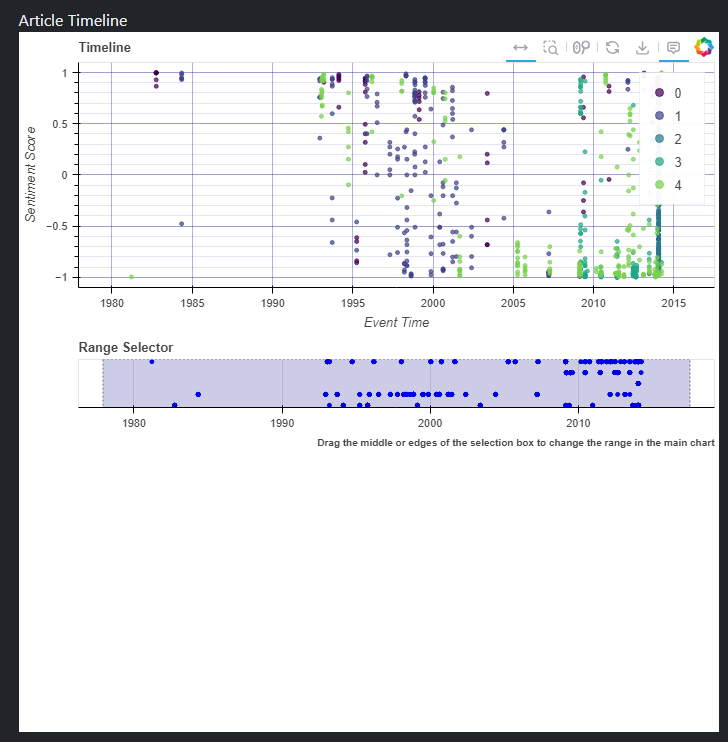 Article Timeline
Timeline
1
0.5
0
−0.5
−1
Sentiment Score
0
1
2
3
4
1980 1985 1990 1995 2000 2005 2010 2015
Event Time
Range Selector
1980 1990 2000 2010
Drag the middle or edges of the selection box to change the range in the main chart